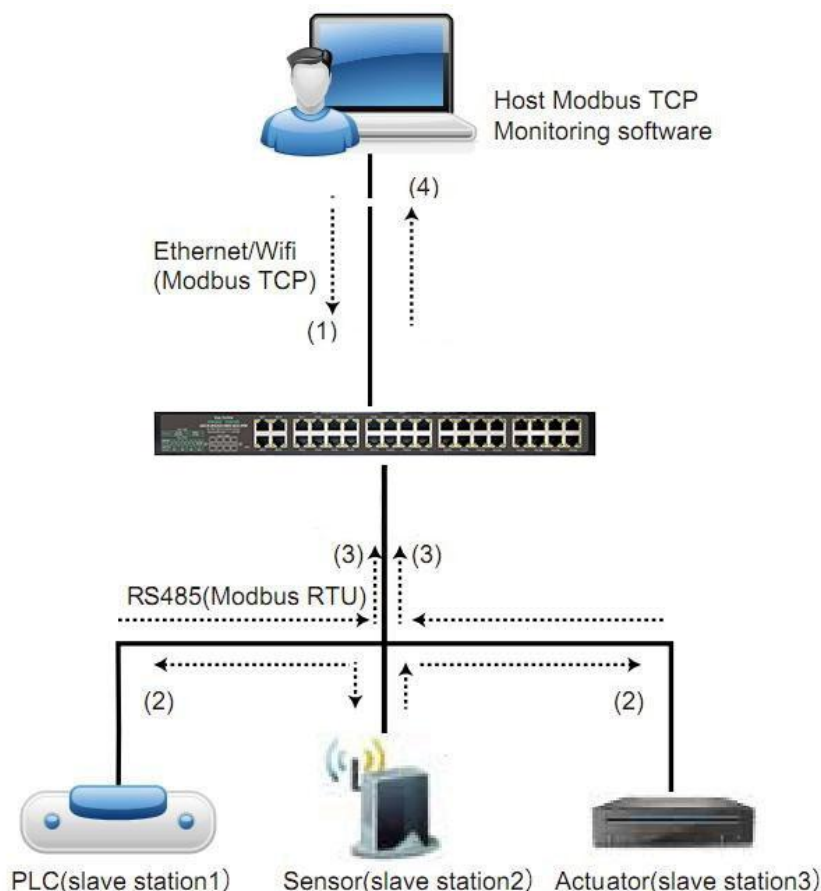 Host Modbus TCP
Monitoring software
(4)
Ethernet/Wifi
(Modbus TCP)
(1)
(3)
(3)
RS485(Modbus RTU)
(2)
(2)
PLC(slave station1)
Sensor(slave station2)
Actuator(slave station3)